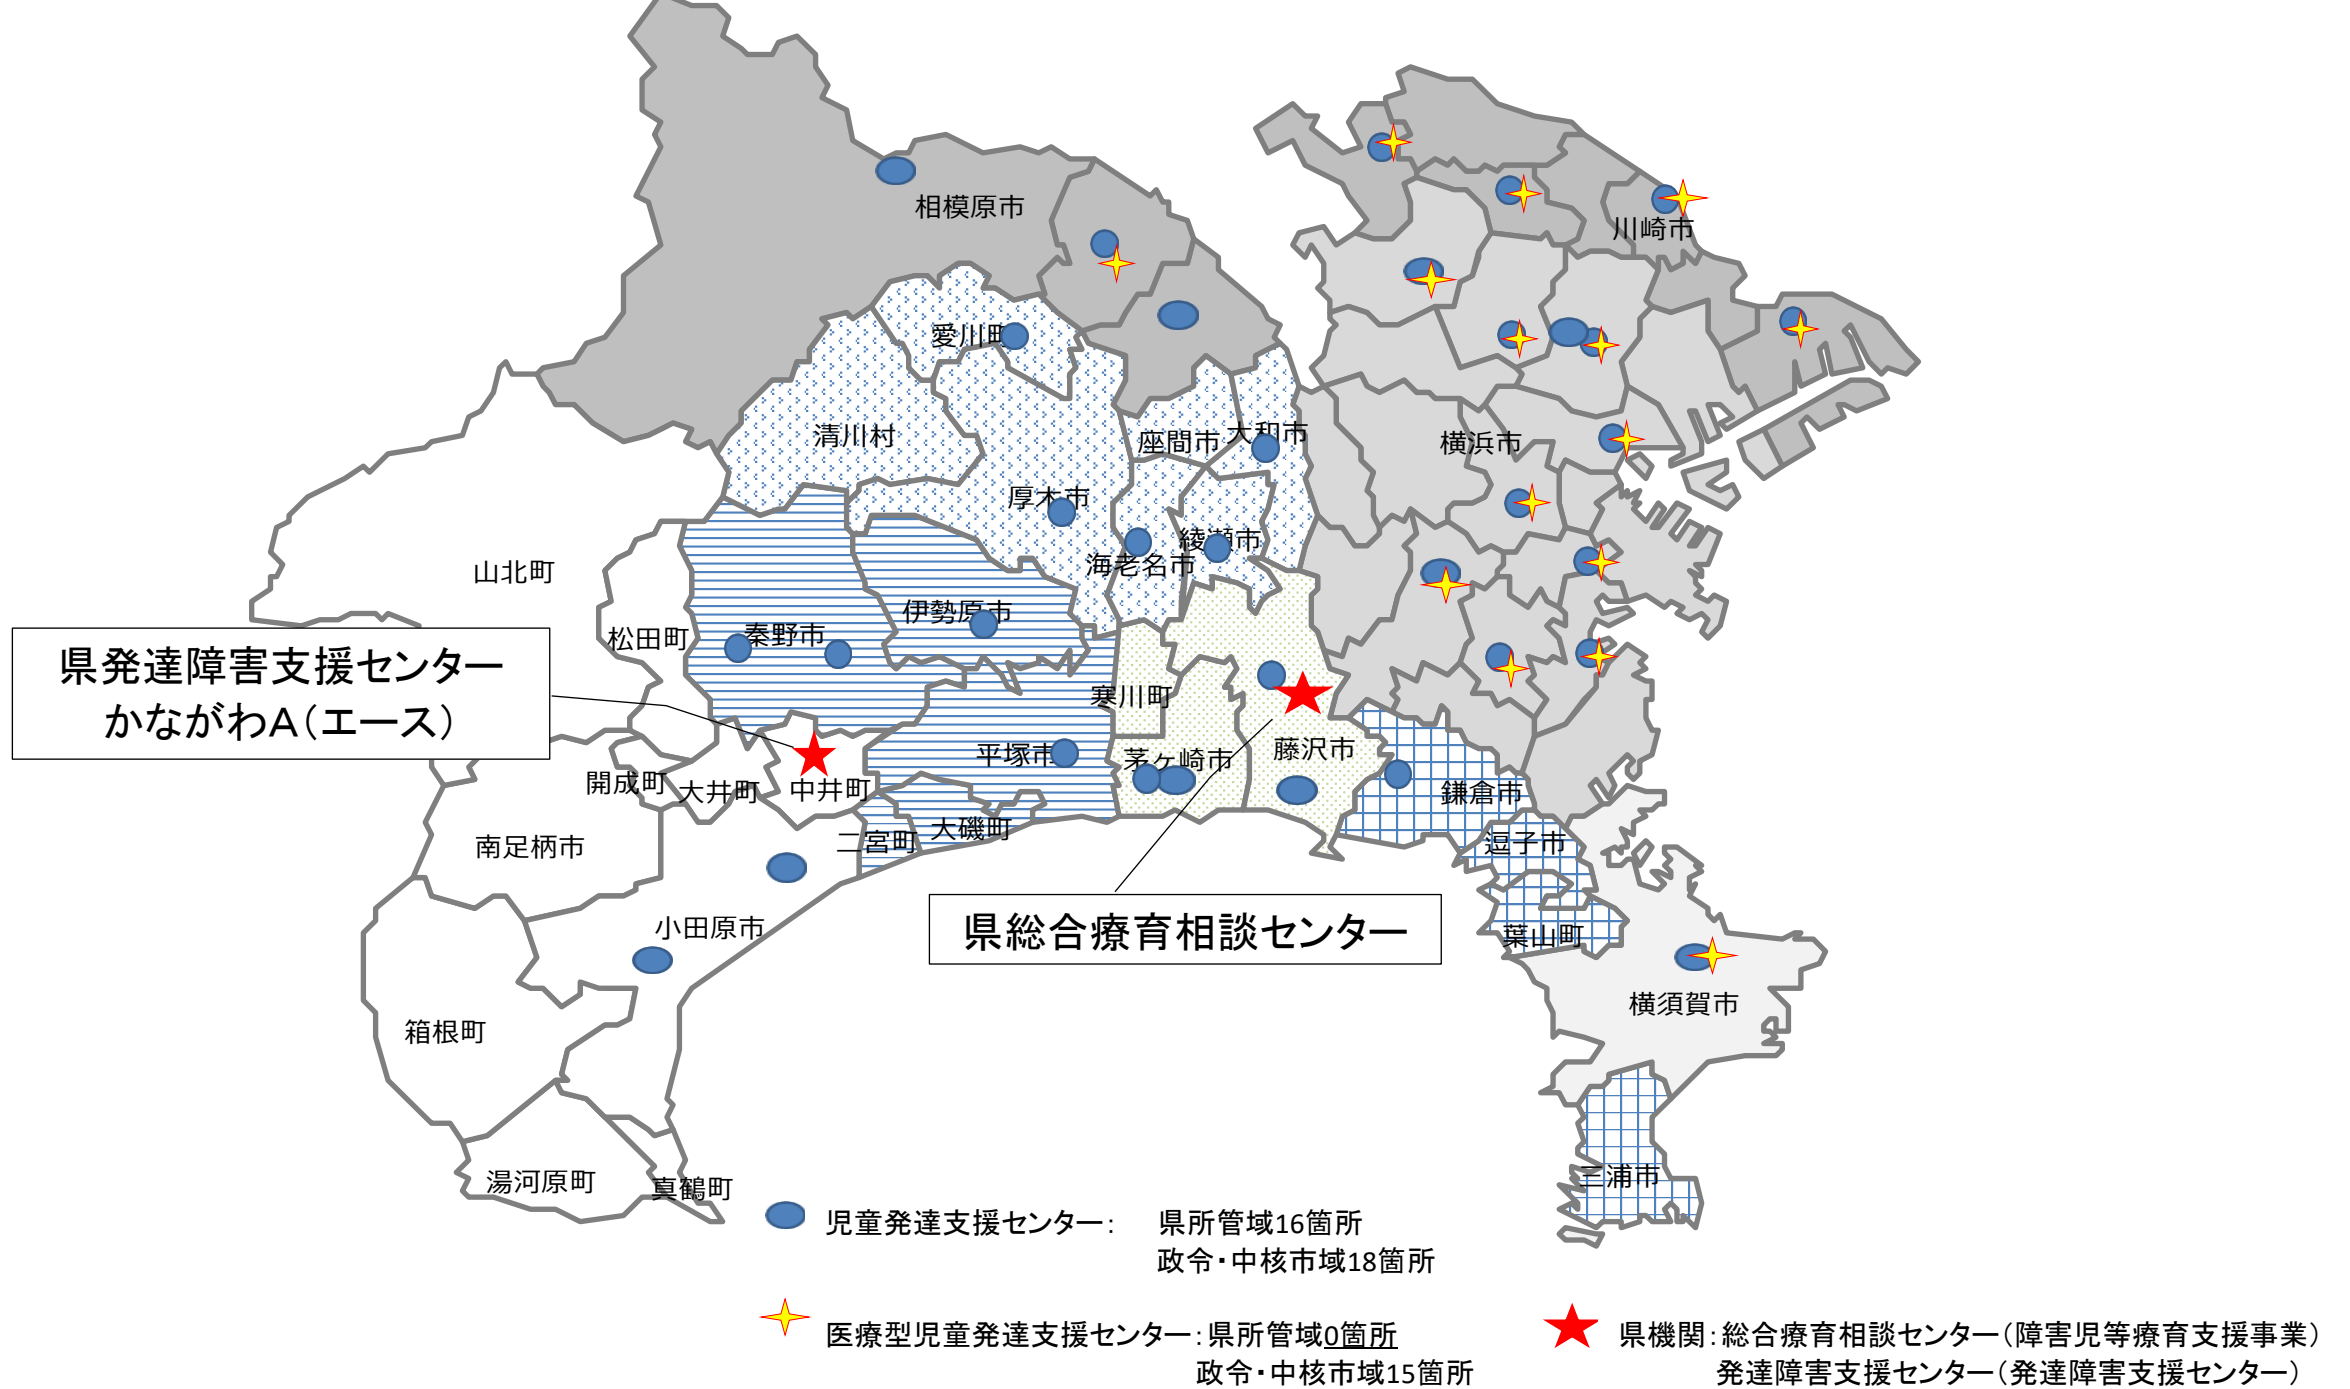 相模原市
川崎市
愛川町
清川村
座間市
大和市
横浜市
厚木市
綾瀬市
海老名市
山北町
伊勢原市
松田町
秦野市
県発達障害支援センター
かながわA（エース）
寒川町
平塚市
茅ヶ崎市
藤沢市
開成町
大井町
中井町
鎌倉市
南足柄市
二宮町
大磯町
逗子市
小田原市
県総合療育相談センター
葉山町
横須賀市
箱根町
湯河原町
真鶴町
三浦市
児童発達支援センター：　県所管域16箇所
政令・中核市域18箇所
医療型児童発達支援センター：県所管域0箇所
政令・中核市域15箇所
県機関：総合療育相談センター（障害児等療育支援事業）
発達障害支援センター（発達障害支援センター）